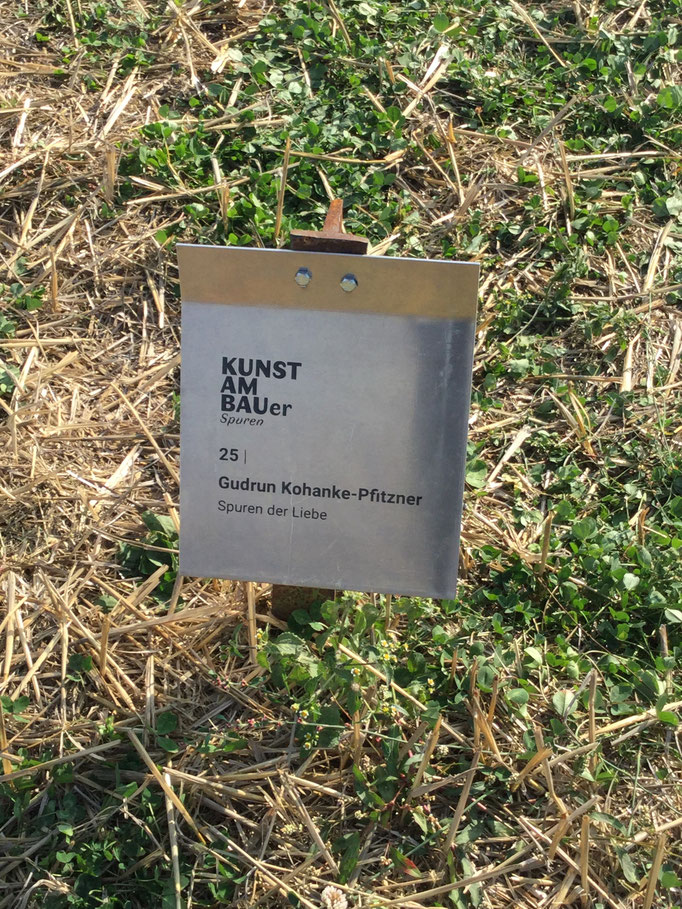 KUNST
AM
BAUer
Spuren
25 |
Gudrun Kohanke-Pfitzner
Spuren der Liebe